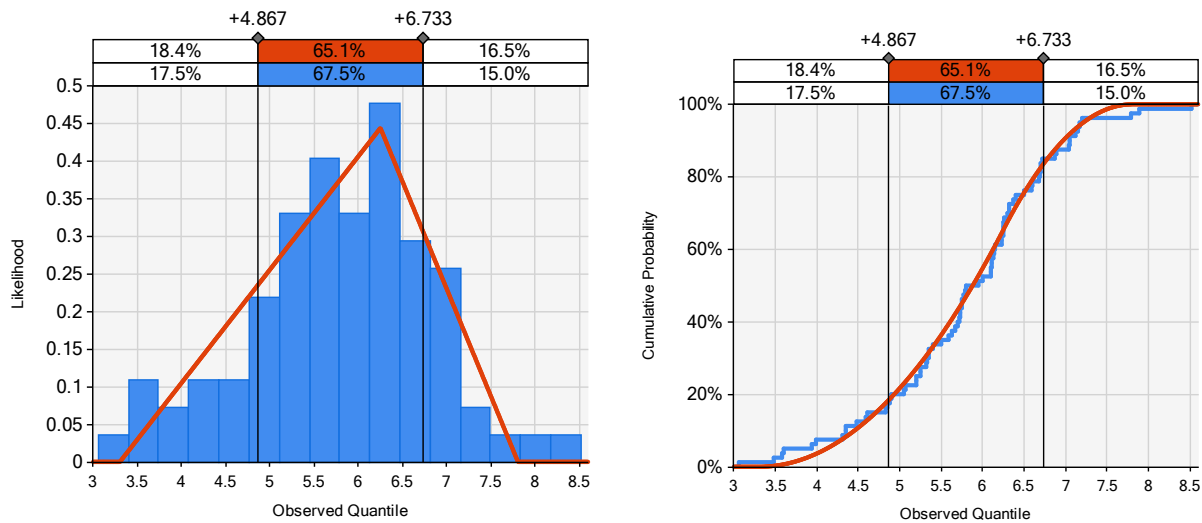 +4.867 +6.733
18.4% 65.1% 16.5%
17.5% 67.5% 15.0%
0.5
0.45
0.4
0.35
0.3
0.25
0.2
0.15
0.1
0.05
0
Likelihood
3 3.5 4 4.5 5 5.5 6 6.5 7 7.5 8 8.5
Observed Quantile
+4.867 +6.733
18.4% 65.1% 16.5%
17.5% 67.5% 15.0%
100%
80%
60%
40%
20%
0%
Cumulative Probability
3 3.5 4 4.5 5 5.5 6 6.5 7 7.5 8 8.5
Observed Quantile